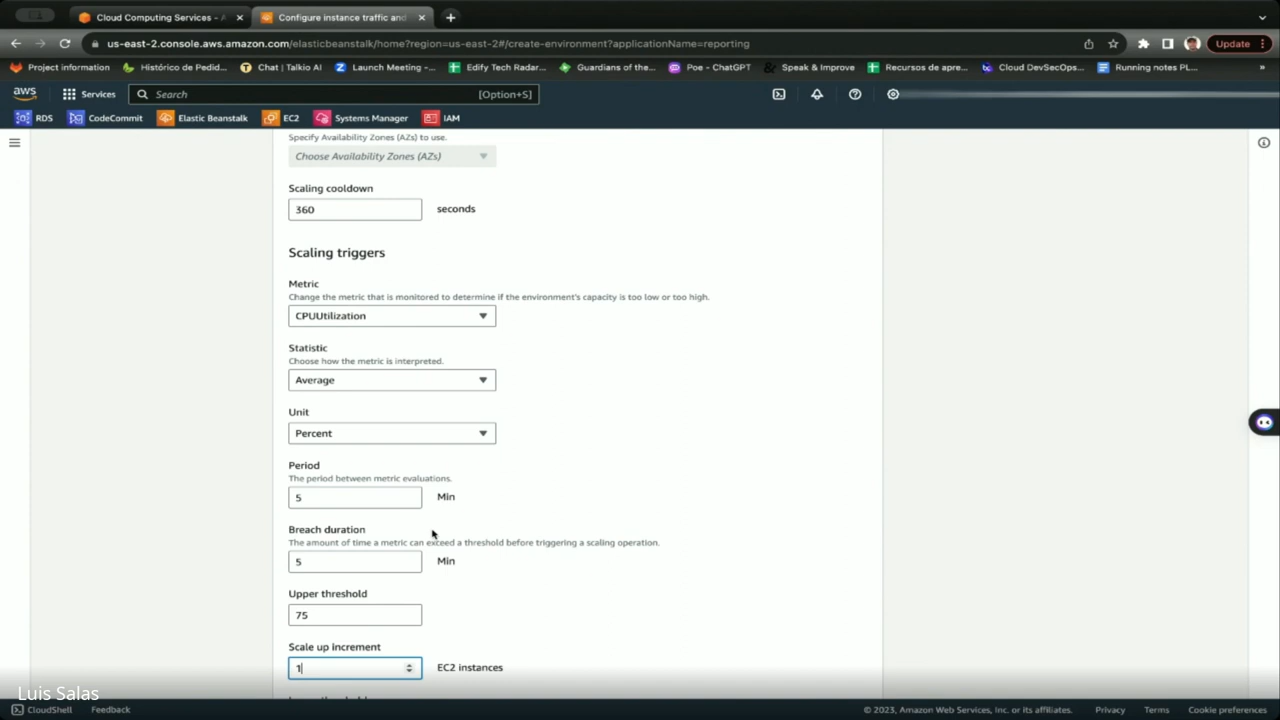 Cloud Computing Services - A
Configure instance traffic and
us-east-2.console.aws.amazon.com/elasticbeanstalk/home?region=us-east-2#/create-environment?applicationName=reporting
Update
Project information
Histórico de Pedid...
Chat | Talkio AI
Launch Meeting -...
Edify Tech Radar...
Guardians of the...
Poe - ChatGPT
Speak & Improve
Recursos de apre...
Cloud DevSecOps...
Running notes PL...
»
aws
Services
Search
[Option+S]
RDS
CodeCommit
Elastic Beanstalk
EC2
Systems Manager
IAM
Specify Availability Zones (AZs) to use.
Choose Availability Zones (AZs)
Scaling cooldown
360 seconds
Scaling triggers
Metric
Change the metric that is monitored to determine if the environment's capacity is too low or too high.
CPUUtilization
Statistic
Choose how the metric is interpreted.
Average
Unit
Percent
Period
The period between metric evaluations.
5 Min
Breach duration
The amount of time a metric can exceed a threshold before triggering a scaling operation.
5 Min
Upper threshold
75
Scale up increment
1 EC2 instances
Luis Salas
CloudShell
Feedback
© 2023, Amazon Web Services, Inc. or its affiliates.
Privacy
Terms
Cookie preferences